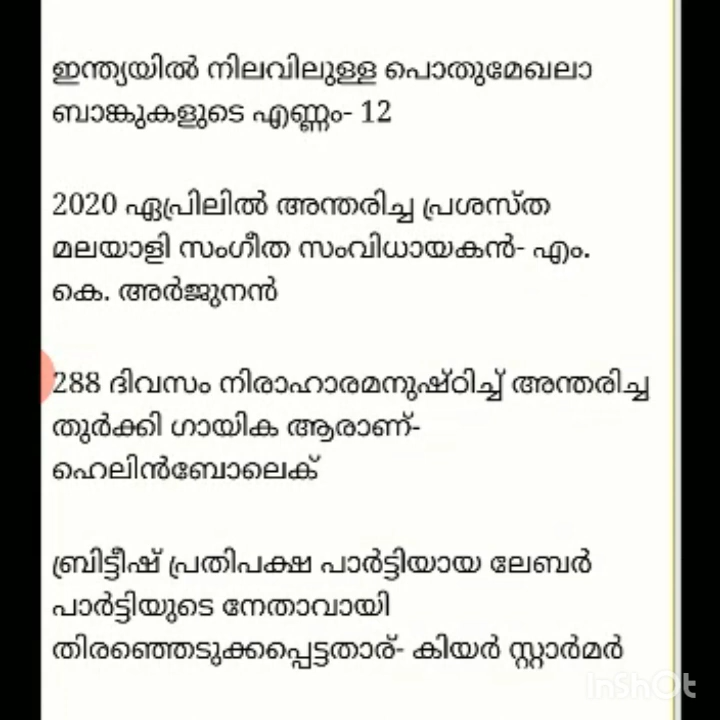 ഇന്ത്യയിൽ നിലവിലുള്ള പൊതുമേഖലാ
ബാങ്കുകളുടെ എണ്ണം- 12
2020 ഏപ്രിലിൽ അന്തരിച്ച പ്രശസ്ത
മലയാളി സംഗീത സംവിധായകൻ- എം.
കെ. അർജുനൻ
288 ദിവസം നിരാഹാരമനുഷ്ഠിച്ച് അന്തരിച്ച
തുർക്കി ഗായിക ആരാണ്-
ഹെലിൻബോലെക്
ബ്രിട്ടീഷ് പ്രതിപക്ഷ പാർട്ടിയായ ലേബർ
പാർട്ടിയുടെ നേതാവായി
തിരഞ്ഞെടുക്കപ്പെട്ടതാര്- കിയർ സ്റ്റാർമർ
InShOt